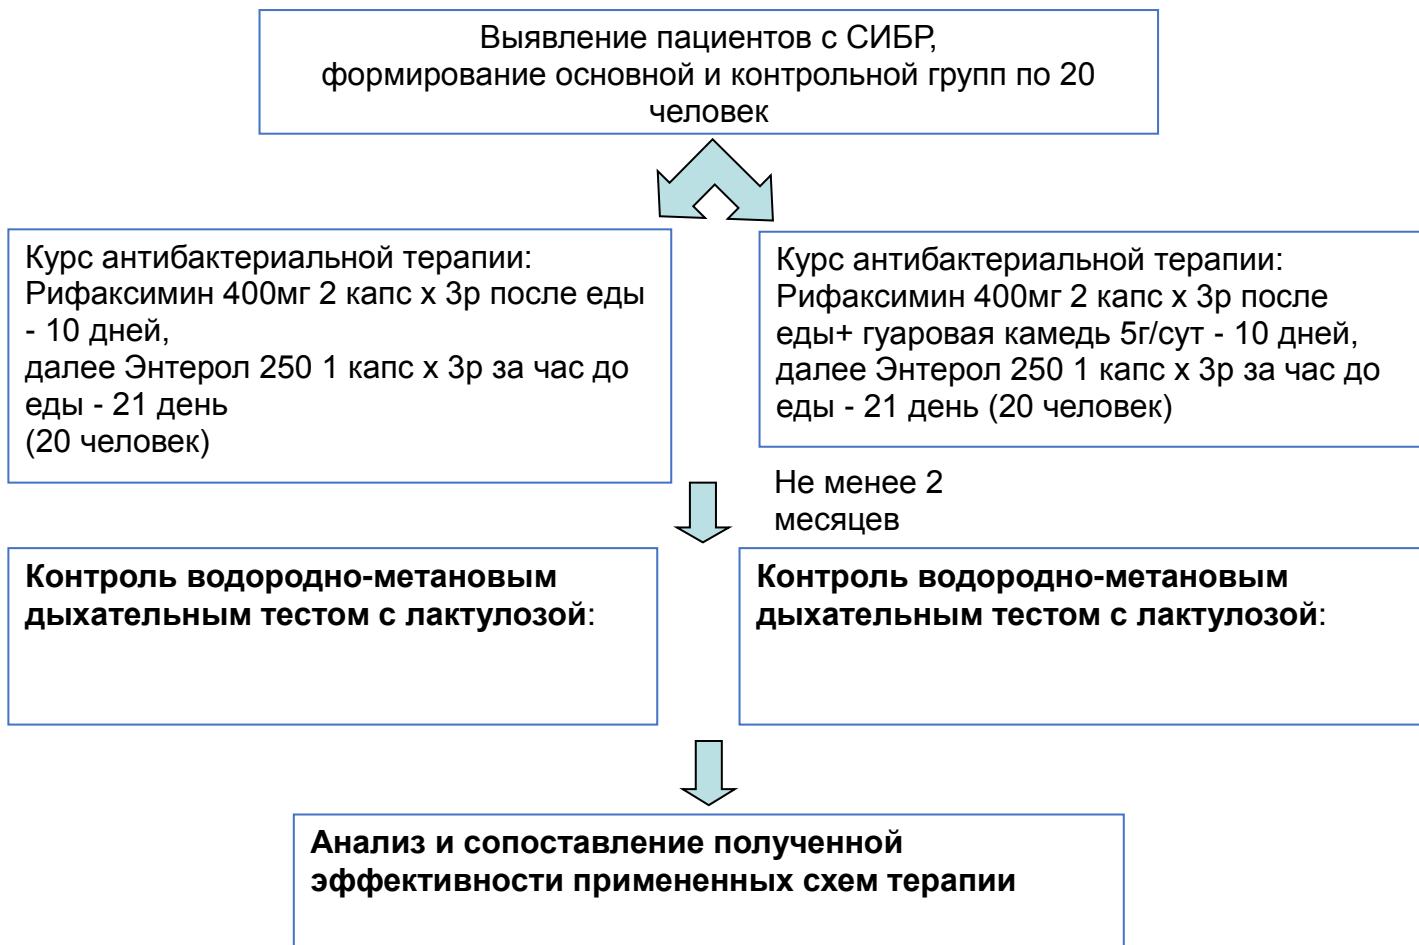 Выявление пациентов с СИБР,
формирование основной и контрольной групп по 20
человек
Курс антибактериальной терапии:
Рифаксимин 400мг 2 капс х 3р после еды
- 10 дней,
далее Энтерол 250 1 капс х 3р за час до
еды - 21 день
(20 человек)
Курс антибактериальной терапии:
Рифаксимин 400мг 2 капс х 3р после
еды+ гуаровая камедь 5г/сут - 10 дней,
далее Энтерол 250 1 капс х 3р за час до
еды - 21 день (20 человек)
Не менее 2
месяцев
Контроль водородно-метановым
дыхательным тестом с лактулозой:
Контроль водородно-метановым
дыхательным тестом с лактулозой:
Анализ и сопоставление полученной
эффективности примененных схем терапии